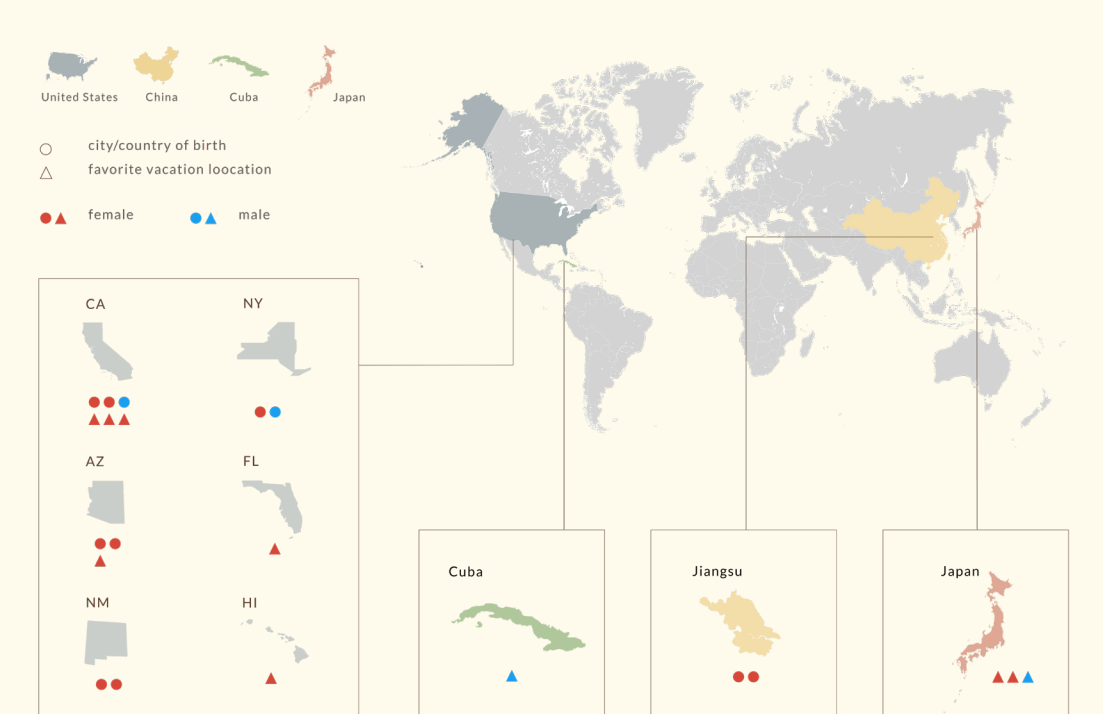 United States China Cuba Japan
city/country of birth
favorite vacation loocation
female male
CA NY
AZ FL
NM HI
Cuba
Jiangsu
Japan